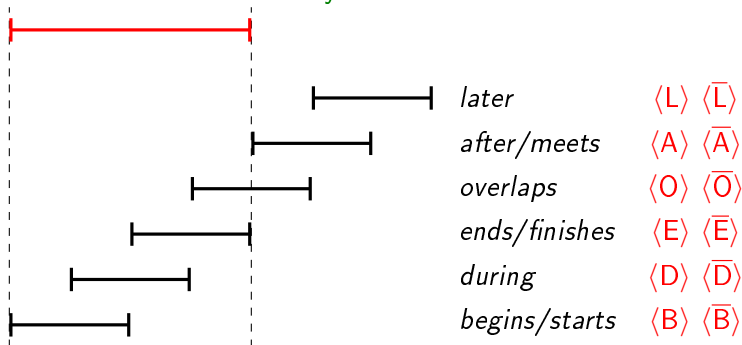 later ⟨L⟩ ⟨L̅⟩
after/meets ⟨A⟩ ⟨A̅⟩
overlaps ⟨O⟩ ⟨O̅⟩
ends/finishes ⟨E⟩ ⟨E̅⟩
during ⟨D⟩ ⟨D̅⟩
begins/starts ⟨B⟩ ⟨B̅⟩